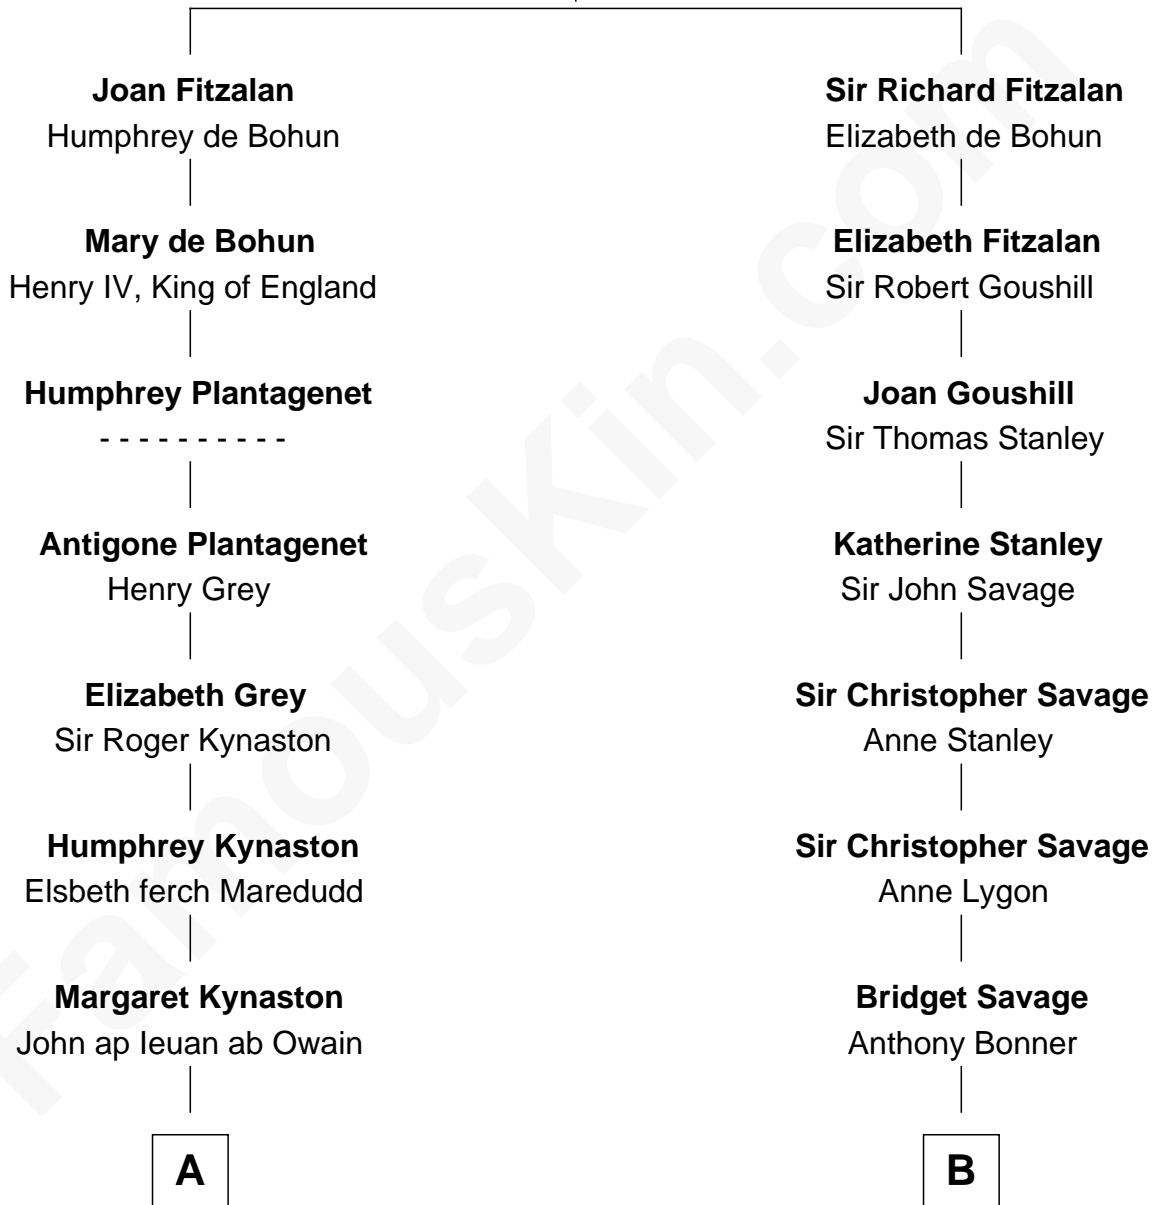 Joan Fitzalan
Humphrey de Bohun
Mary de Bohun
Henry IV, King of England
Humphrey Plantagenet
- - - - - - - - - -
Antigone Plantagenet
Henry Grey
Elizabeth Grey
Sir Roger Kynaston
Humphrey Kynaston
Elsbeth ferch Maredudd
Margaret Kynaston
John ap Ieuan ab Owain
A
Sir Richard Fitzalan
Elizabeth de Bohun
Elizabeth Fitzalan
Sir Robert Goushill
Joan Goushill
Sir Thomas Stanley
Katherine Stanley
Sir John Savage
Sir Christopher Savage
Anne Stanley
Sir Christopher Savage
Anne Lygon
Bridget Savage
Anthony Bonner
B
FamousKin.com